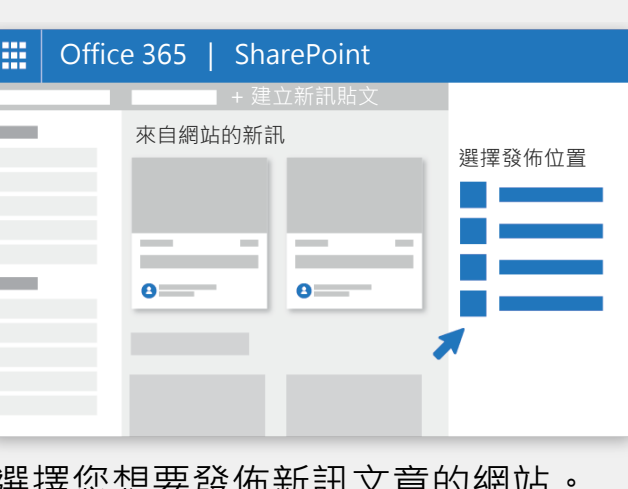 Office 365 | SharePoint
+ 建立新訊貼文
來自網站的新訊
選擇發佈位置
選擇您想要發佈新訊文章的網站。